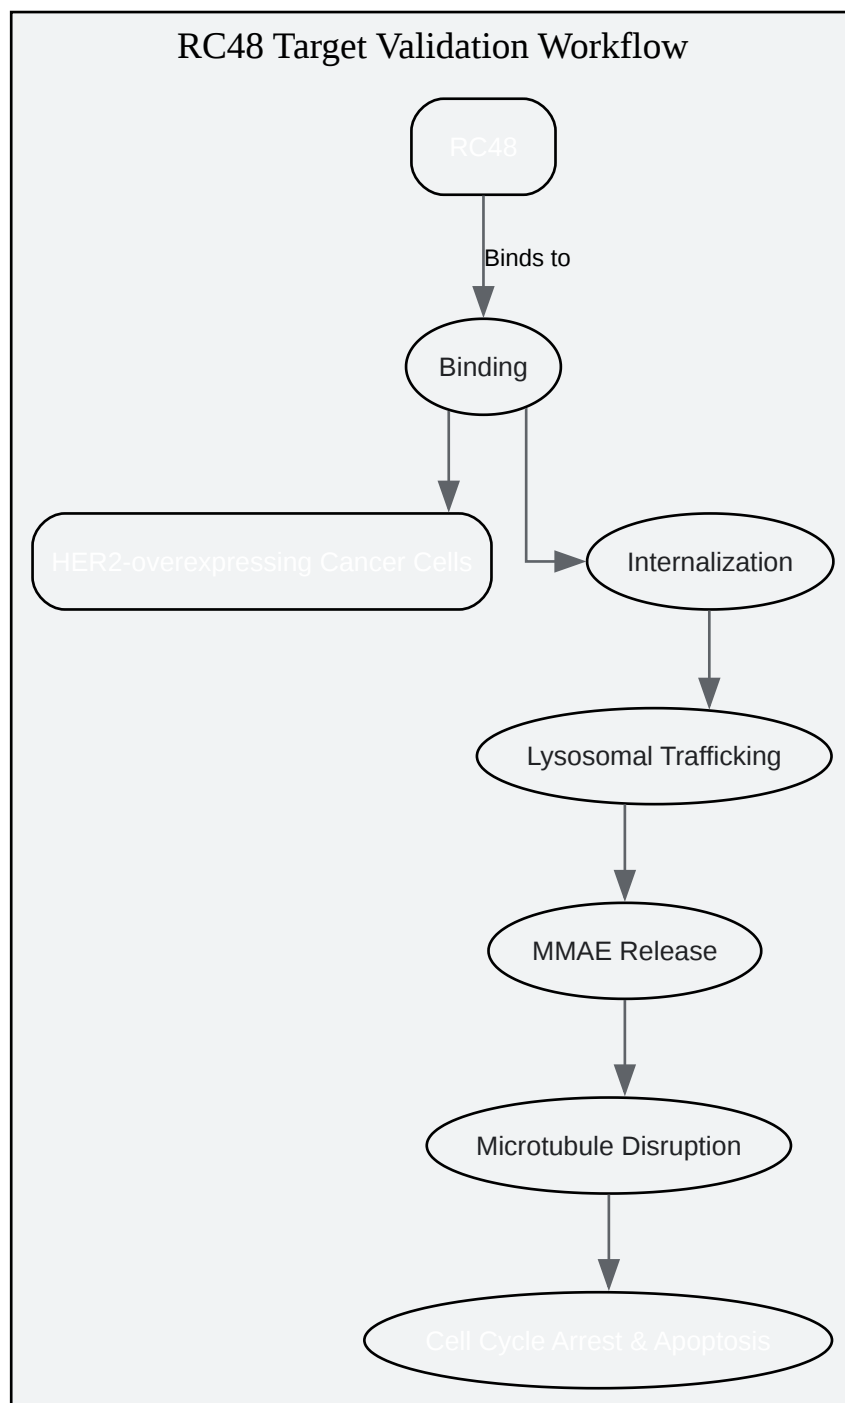 RC48 Target Validation Workflow
RC48
Binds to
Binding
HER2-overexpressing Cancer Cells
Internalization
Lysosomal Trafficking
MMAE Release
Microtubule Disruption
Cell Cycle Arrest & Apoptosis